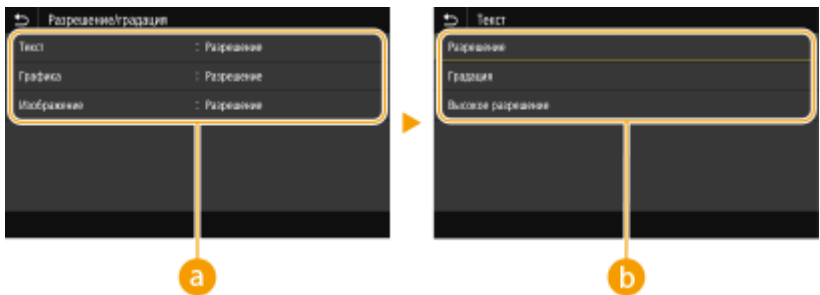 Разрешение/градация
Текст : Разрешение
Графика : Разрешение
Изображение : Разрешение
a
Текст
Разрешение
Градация
Высокое разрешение
b